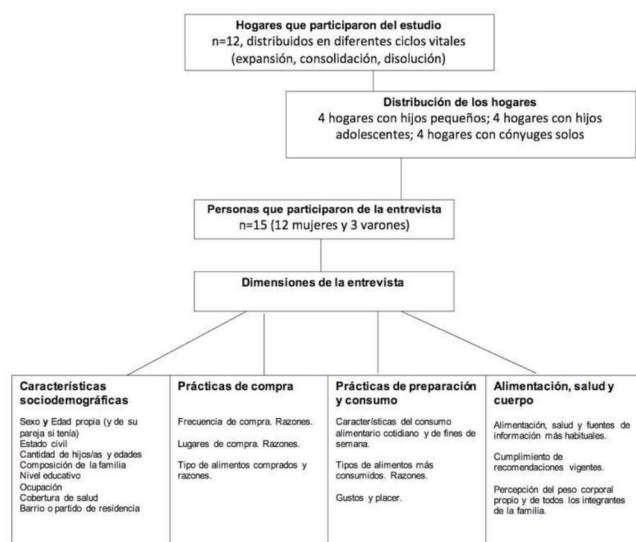 Hogares que participaron del estudio
n=12, distribuidos en diferentes ciclos vitales
(expansión, consolidación, disolución)
Distribución de los hogares
4 hogares con hijos pequeños; 4 hogares con hijos
adolescentes; 4 hogares con cónyuges solos
Personas que participaron de la entrevista
n=15 (12 mujeres y 3 varones)
Dimensiones de la entrevista
Características
sociodemográficas
Sexo y Edad propia (y de su
pareja si tenía)
Estado civil
Cantidad de hijos/as y edades
Composición de la familia
Nivel educativo
Ocupación
Cobertura de salud
Barrio o partido de residencia
Prácticas de compra
Frecuencia de compra. Razones.
Lugares de compra. Razones.
Tipo de alimentos comprados y
razones.
Prácticas de preparación
y consumo
Características del consumo
alimentario cotidiano y de fines de
semana.
Tipos de alimentos más
consumidos. Razones.
Gustos y placer.
Alimentación, salud y
cuerpo
Alimentación, salud y fuentes de
información más habituales.
Cumplimiento de
recomendaciones vigentes.
Percepción del peso corporal
propio y de todos los integrantes
de la familia.